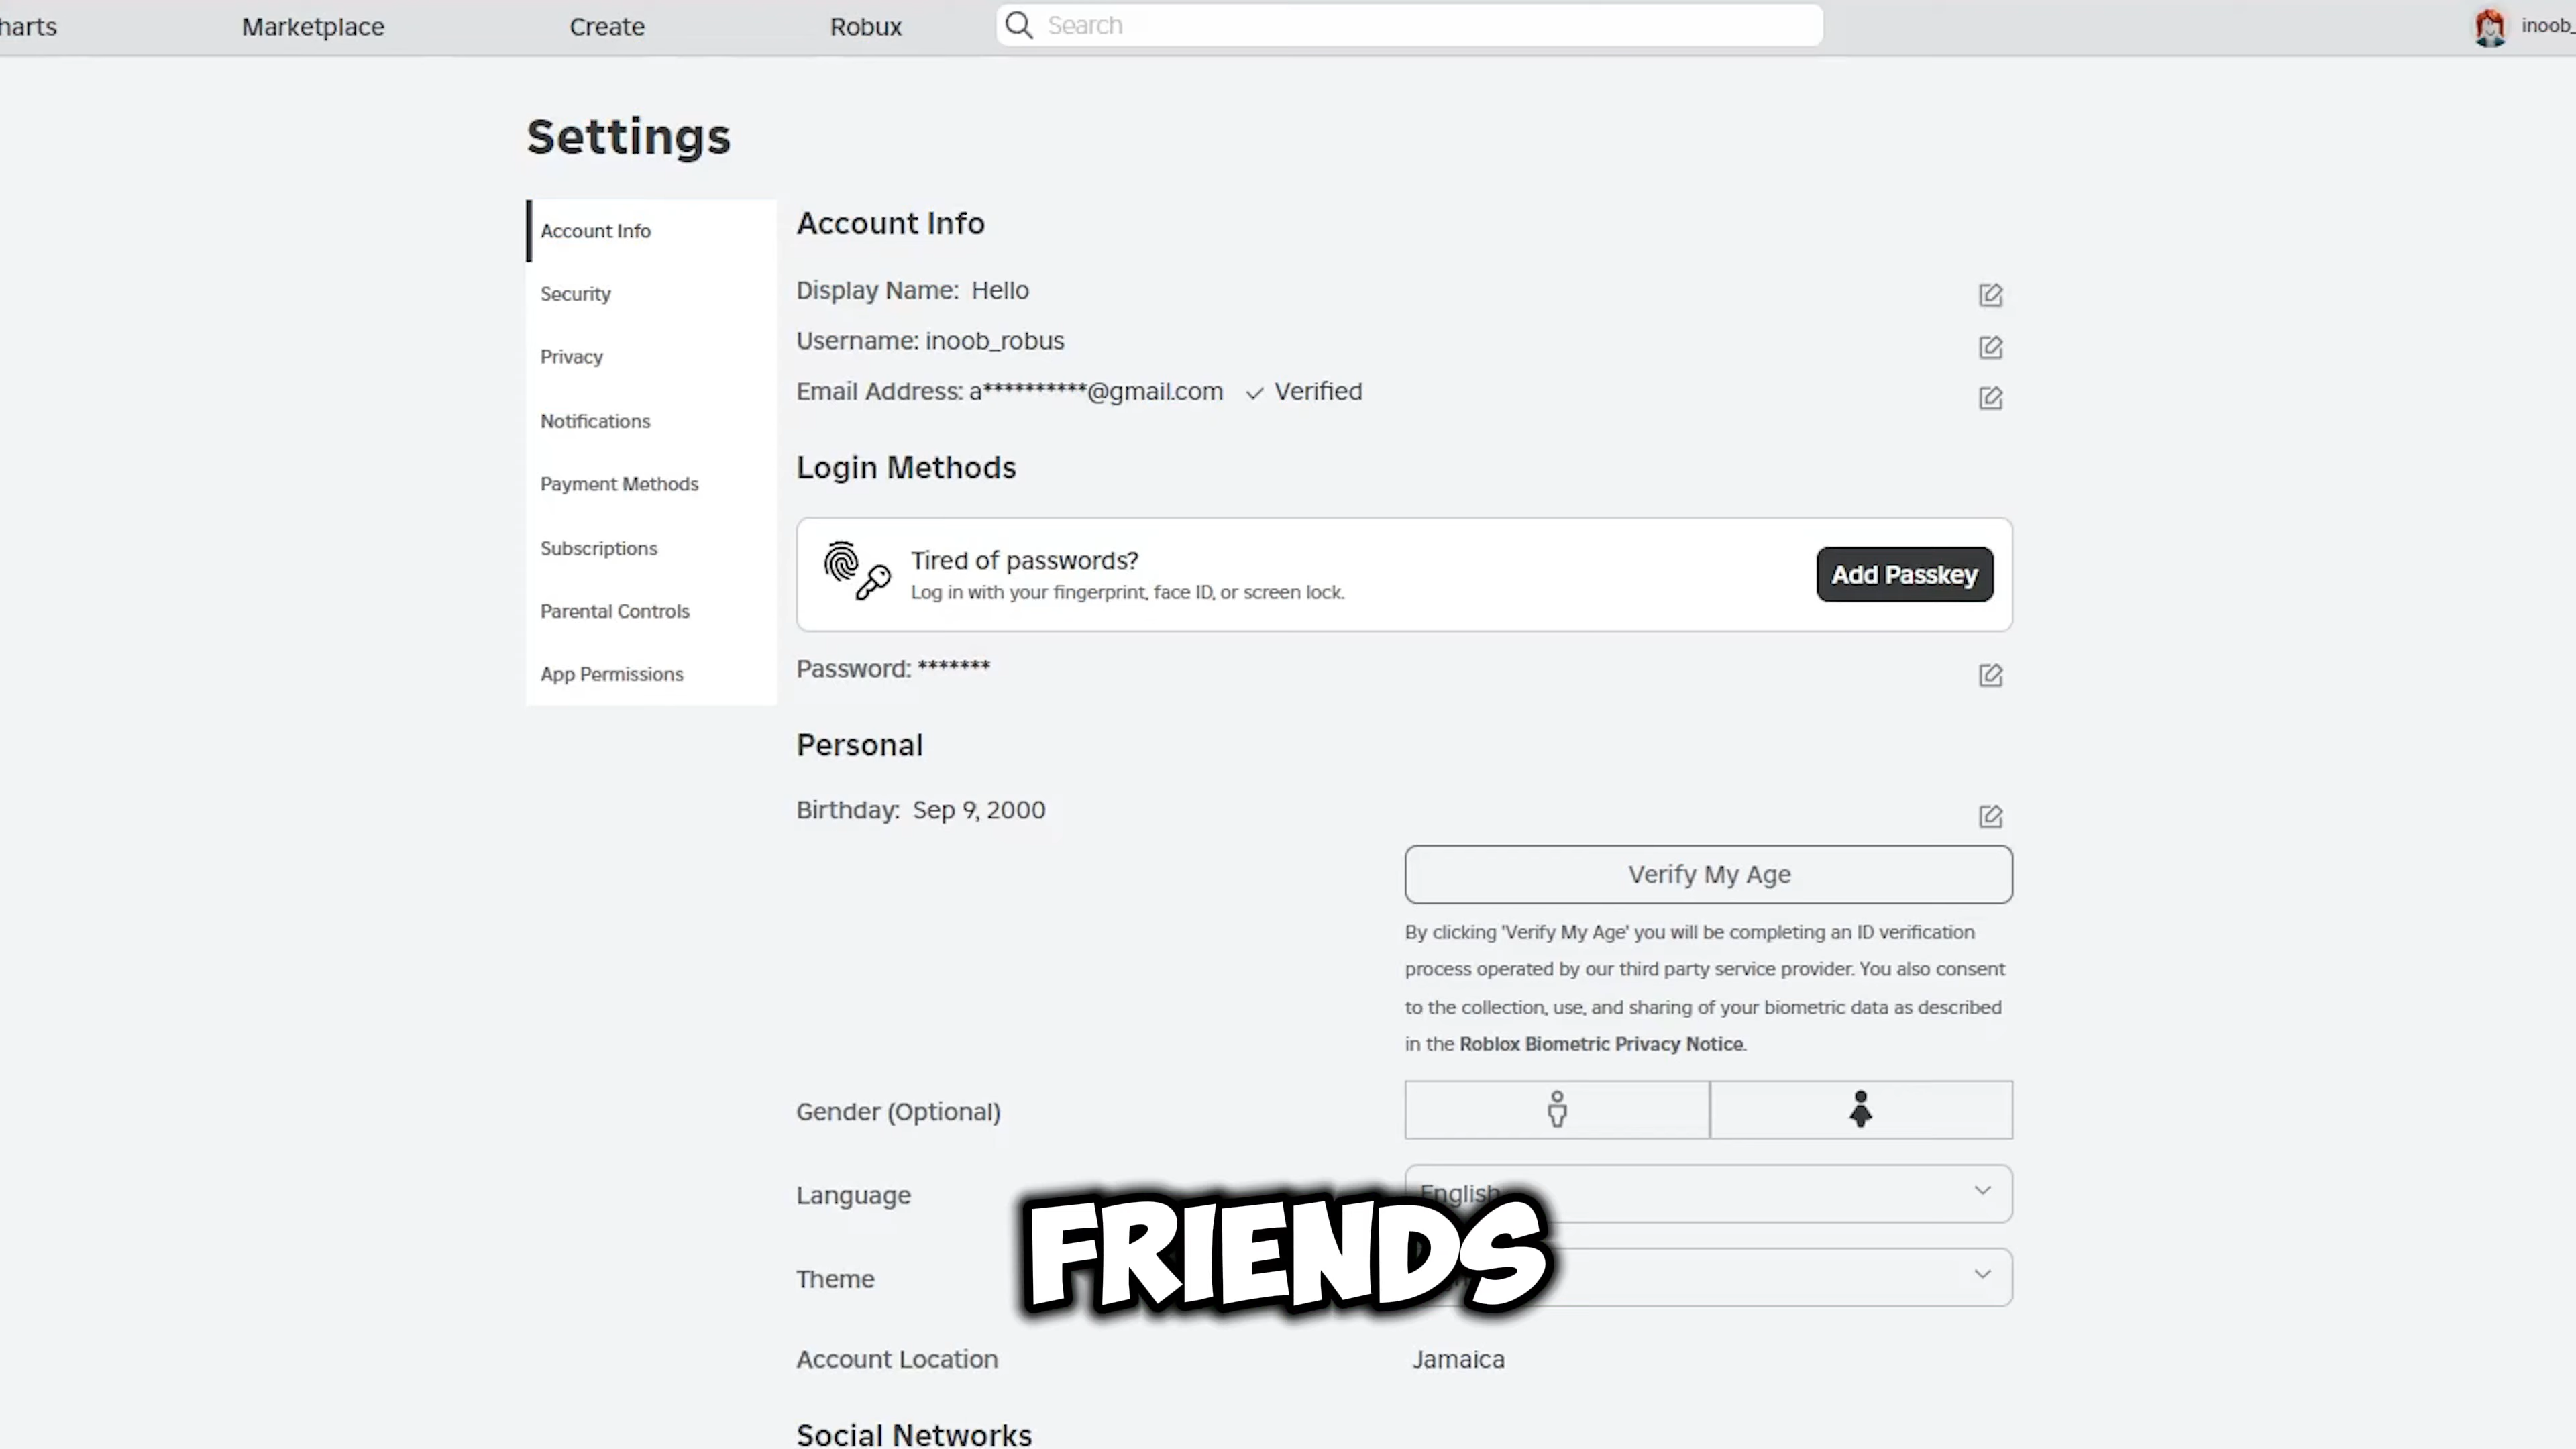 harts Marketplace Create Robux Search inoob_
Settings
Account Info
Security
Privacy
Notifications
Payment Methods
Subscriptions
Parental Controls
App Permissions
Account Info
Display Name: Hello
Username: inoob_robus
Email Address: a**********@gmail.com ✓ Verified
Login Methods
Tired of passwords?
Log in with your fingerprint, face ID, or screen lock.
Add Passkey
Password: *******
Personal
Birthday: Sep 9, 2000
Verify My Age
By clicking 'Verify My Age' you will be completing an ID verification
process operated by our third party service provider. You also consent
to the collection, use, and sharing of your biometric data as described
in the Roblox Biometric Privacy Notice.
Gender (Optional)
Language English
FRIENDS
Theme
Account Location Jamaica
Social Networks